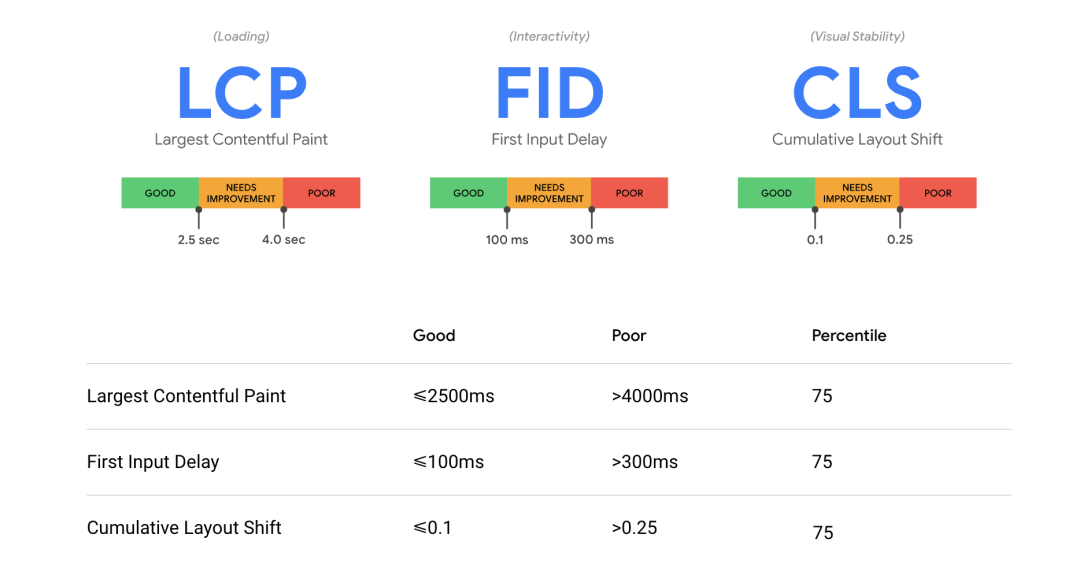 (Loading) (Interactivity) (Visual Stability)
LCP FID CLS
Largest Contentful Paint First Input Delay Cumulative Layout Shift
GOOD NEEDS IMPROVEMENT POOR GOOD NEEDS IMPROVEMENT POOR GOOD NEEDS IMPROVEMENT POOR
2.5 sec 4.0 sec 100 ms 300 ms 0.1 0.25
Good Poor Percentile
Largest Contentful Paint ⩽2500ms >4000ms 75
First Input Delay ⩽100ms >300ms 75
Cumulative Layout Shift ⩽0.1 >0.25 75